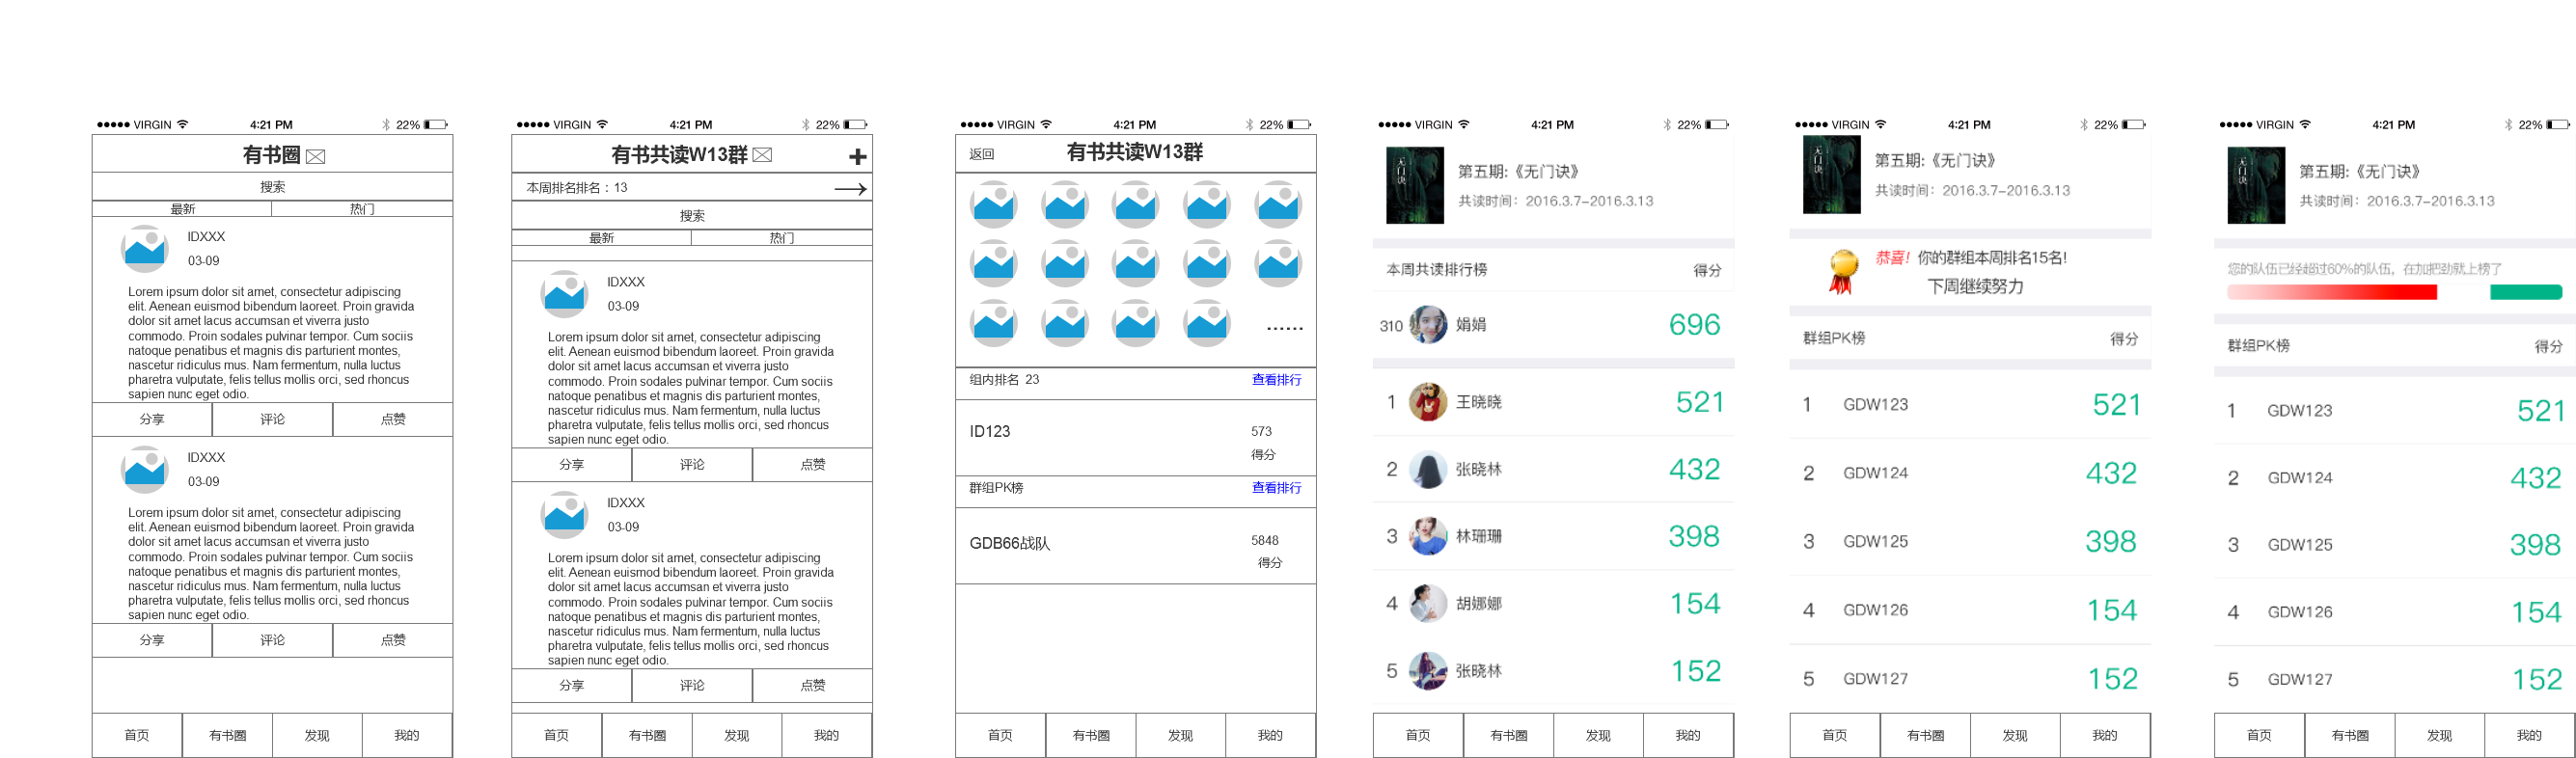 VIRGIN
4:21 PM
22%
有书圈
搜索
最新
热门
IDXXX
03-09
Lorem ipsum dolor sit amet, consectetur adipiscing
elit. Aenean euismod bibendum laoreet. Proin gravida
dolor sit amet lacus accumsan et viverra justo
commodo. Proin sodales pulvinar tempor. Cum sociis
natoque penatibus et magnis dis parturient montes,
nascetur ridiculus mus. Nam fermentum, nulla luctus
pharetra vulputate, felis tellus mollis orci, sed rhoncus
sapien nunc eget odio.
分享
评论
点赞
IDXXX
03-09
Lorem ipsum dolor sit amet, consectetur adipiscing
elit. Aenean euismod bibendum laoreet. Proin gravida
dolor sit amet lacus accumsan et viverra justo
commodo. Proin sodales pulvinar tempor. Cum sociis
natoque penatibus et magnis dis parturient montes,
nascetur ridiculus mus. Nam fermentum, nulla luctus
pharetra vulputate, felis tellus mollis orci, sed rhoncus
sapien nunc eget odio.
分享
评论
点赞
首页
有书圈
发现
我的
VIRGIN
4:21 PM
22%
有书共读W13群
+
本周排名排名：13
搜索
最新
热门
IDXXX
03-09
Lorem ipsum dolor sit amet, consectetur adipiscing
elit. Aenean euismod bibendum laoreet. Proin gravida
dolor sit amet lacus accumsan et viverra justo
commodo. Proin sodales pulvinar tempor. Cum sociis
natoque penatibus et magnis dis parturient montes,
nascetur ridiculus mus. Nam fermentum, nulla luctus
pharetra vulputate, felis tellus mollis orci, sed rhoncus
sapien nunc eget odio.
分享
评论
点赞
IDXXX
03-09
Lorem ipsum dolor sit amet, consectetur adipiscing
elit. Aenean euismod bibendum laoreet. Proin gravida
dolor sit amet lacus accumsan et viverra justo
commodo. Proin sodales pulvinar tempor. Cum sociis
natoque penatibus et magnis dis parturient montes,
nascetur ridiculus mus. Nam fermentum, nulla luctus
pharetra vulputate, felis tellus mollis orci, sed rhoncus
sapien nunc eget odio.
分享
评论
点赞
首页
有书圈
发现
我的
VIRGIN
4:21 PM
22%
返回
有书共读W13群
......
组内排名 23
查看排行
ID123
573
得分
群组PK榜
查看排行
GDB66战队
5848
得分
首页
有书圈
发现
我的
VIRGIN
4:21 PM
22%
无门诀
第五期:《无门诀》
共读时间：2016.3.7-2016.3.13
本周共读排行榜
得分
310
娟娟
696
1
王晓晓
521
2
张晓林
432
3
林珊珊
398
4
胡娜娜
154
5
张晓林
152
首页
有书圈
发现
我的
VIRGIN
4:21 PM
22%
无门诀
第五期:《无门诀》
共读时间：2016.3.7-2016.3.13
恭喜！你的群组本周排名15名!
下周继续努力
群组PK榜
得分
1
GDW123
521
2
GDW124
432
3
GDW125
398
4
GDW126
154
5
GDW127
152
首页
有书圈
发现
我的
VIRGIN
4:21 PM
22%
无门诀
第五期:《无门诀》
共读时间：2016.3.7-2016.3.13
您的队伍已经超过60%的队伍，在加把劲就上榜了
群组PK榜
得分
1
GDW123
521
2
GDW124
432
3
GDW125
398
4
GDW126
154
5
GDW127
152
首页
有书圈
发现
我的